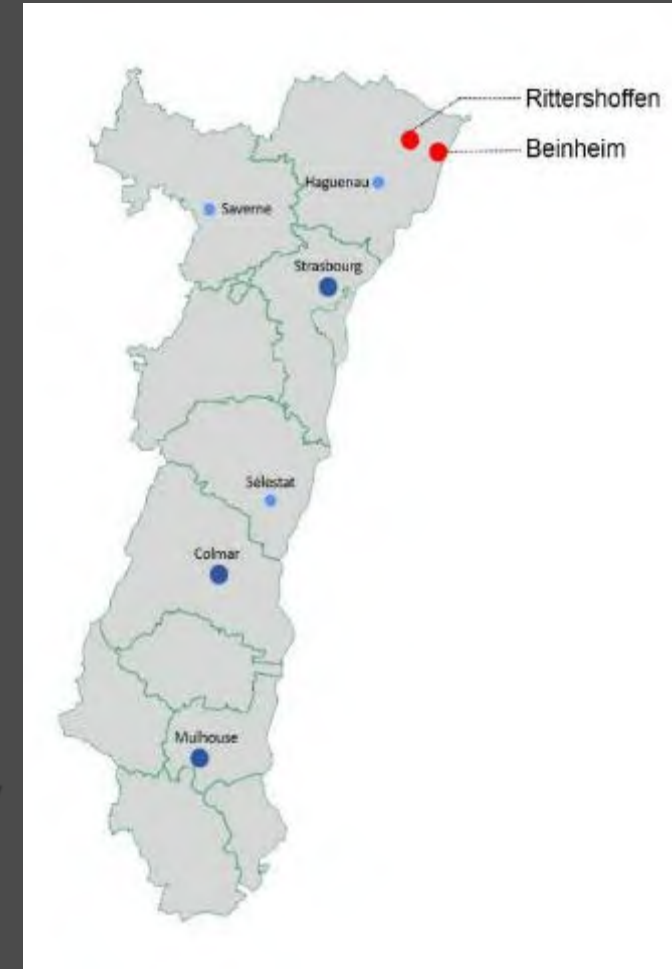 Rittershoffen
Beinheim
Haguenau
Saverne
Strasbourg
Sélestat
Colmar
Mulhouse